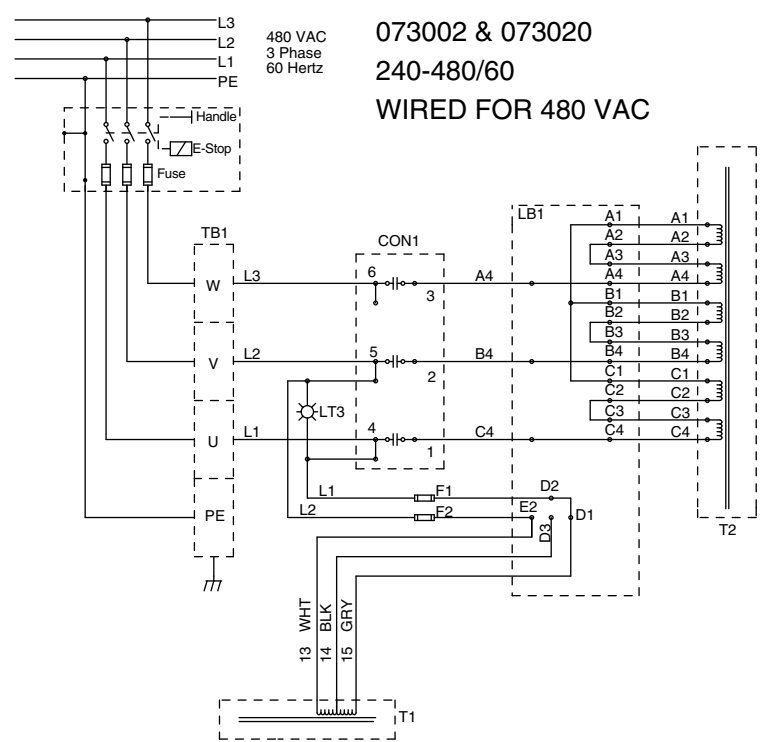 L3
L2
L1
PE
480 VAC
3 Phase
60 Hertz
073002 & 073020
240-480/60
WIRED FOR 480 VAC
Handle
E-Stop
Fuse
TB1
CON1
LB1
W
L3
6
3
A4
A1
A2
A3
A4
A1
A2
A3
A4
V
L2
5
2
B4
B1
B2
B3
B4
B1
B2
B3
B4
LT3
U
L1
4
1
C4
C1
C2
C3
C4
C1
C2
C3
C4
L1
F1
D2
L2
F2
E2
D3
D1
PE
T2
13 WHT
14 BLK
15 GRY
T1